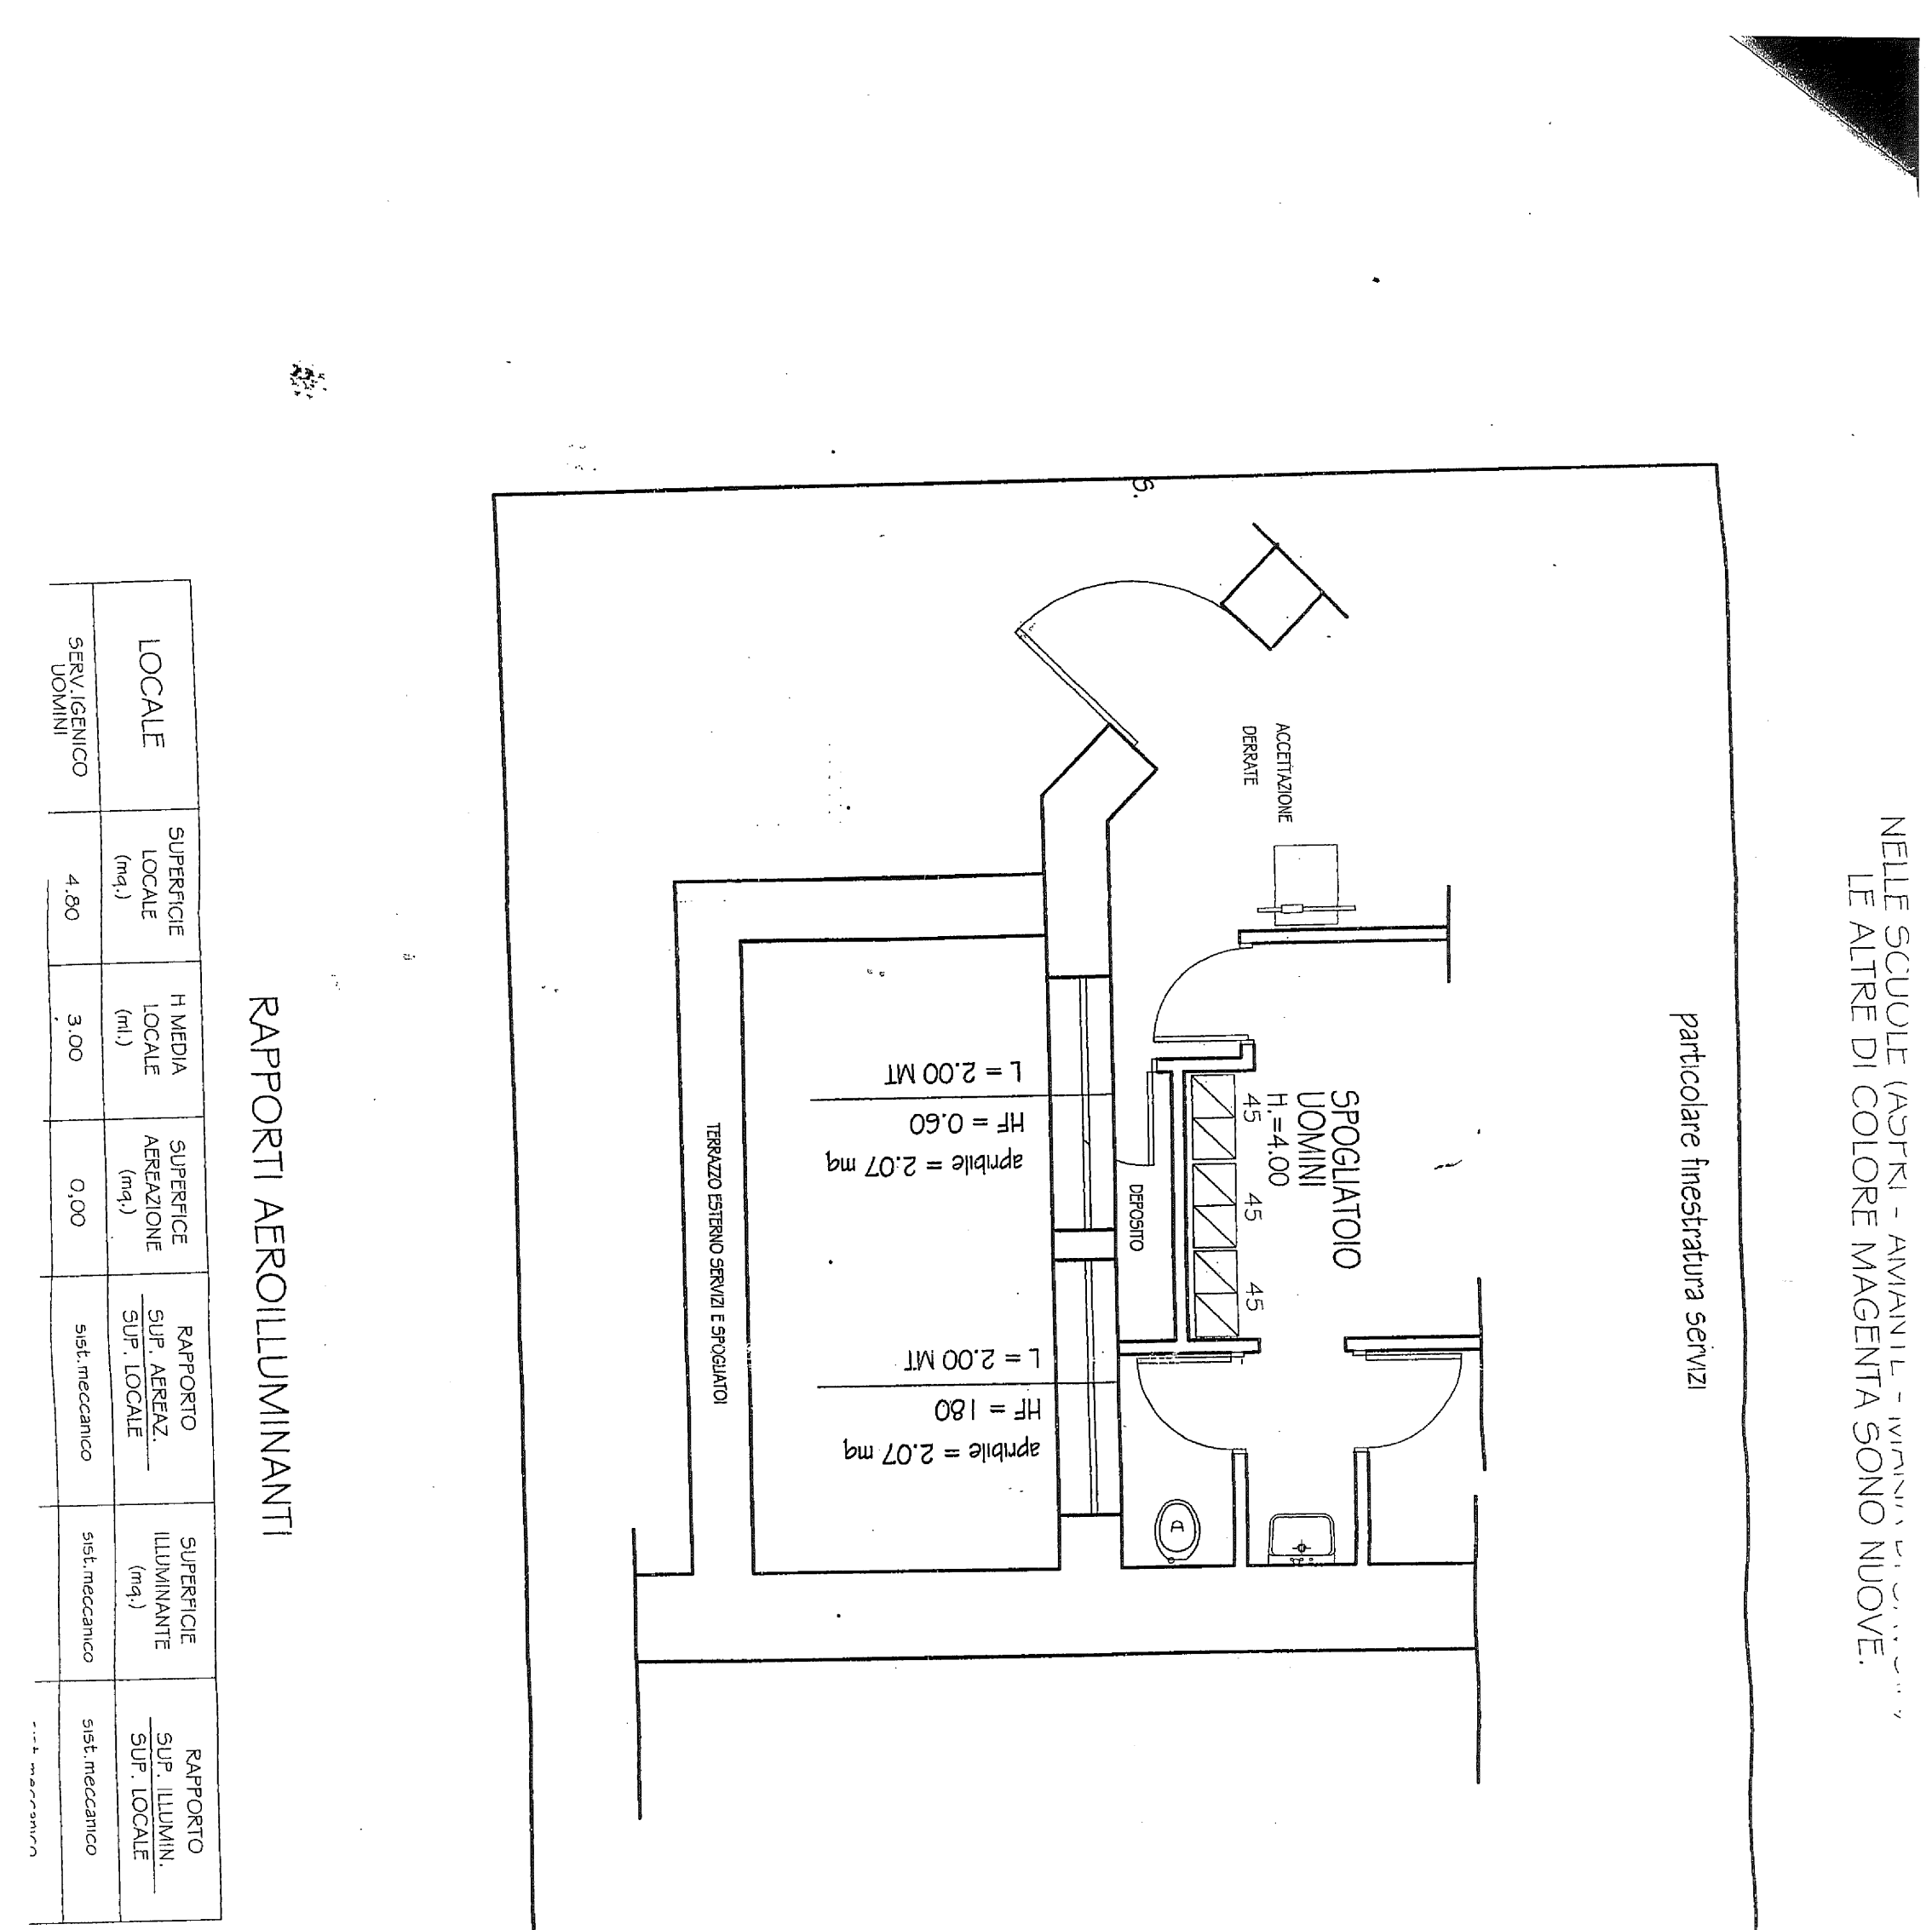 NELLE SCUOLE
LE ALTRE DI COLORE MAGENTA SONO NUOVE.
particolare finestratura servizi
S.
ACCETTAZIONE
DERRATE
SPOGLIATOIO
UOMINI
H.=4.00
45
45
45
DEPOSITO
L = 2.00 MT
HF = 0.60
apribile = 2.07 mq
L = 2.00 MT
HF = 180
apribile = 2.07 mq
TERRAZZO ESTERNO SERVIZI E SPOGLIATOI
RAPPORTI AEROILLUMINANTI
LOCALE
SUPERFICIE
LOCALE
(mq.)
H MEDIA
LOCALE
(ml.)
SUPERFICE
AEREAZIONE
(mq.)
RAPPORTO
SUP. AEREAZ.
SUP. LOCALE
SUPERFICIE
ILLUMINANTE
(mq.)
RAPPORTO
SUP. ILLUMIN.
SUP. LOCALE
SERV.IGENICO
UOMINI
4.80
3.00
0,00
sist.meccanico
sist.meccanico
sist.meccanico